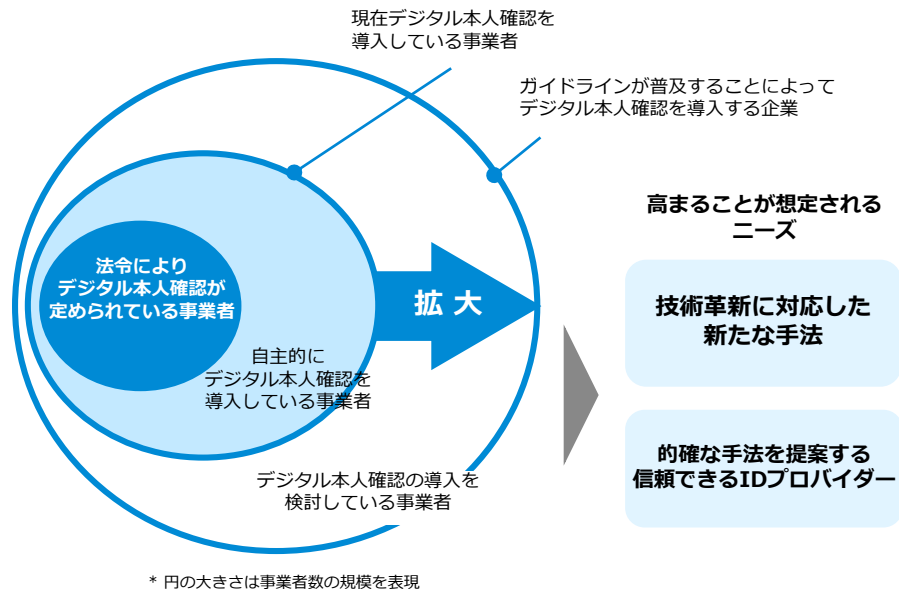 現在デジタル本人確認を
導入している事業者
ガイドラインが普及することによって
デジタル本人確認を導入する企業
法令により
デジタル本人確認が
定められている事業者
拡 大
自主的に
デジタル本人確認を
導入している事業者
デジタル本人確認の導入を
検討している事業者
* 円の大きさは事業者数の規模を表現
高まることが想定される
ニーズ
技術革新に対応した
新たな手法
的確な手法を提案する
信頼できるIDプロバイダー